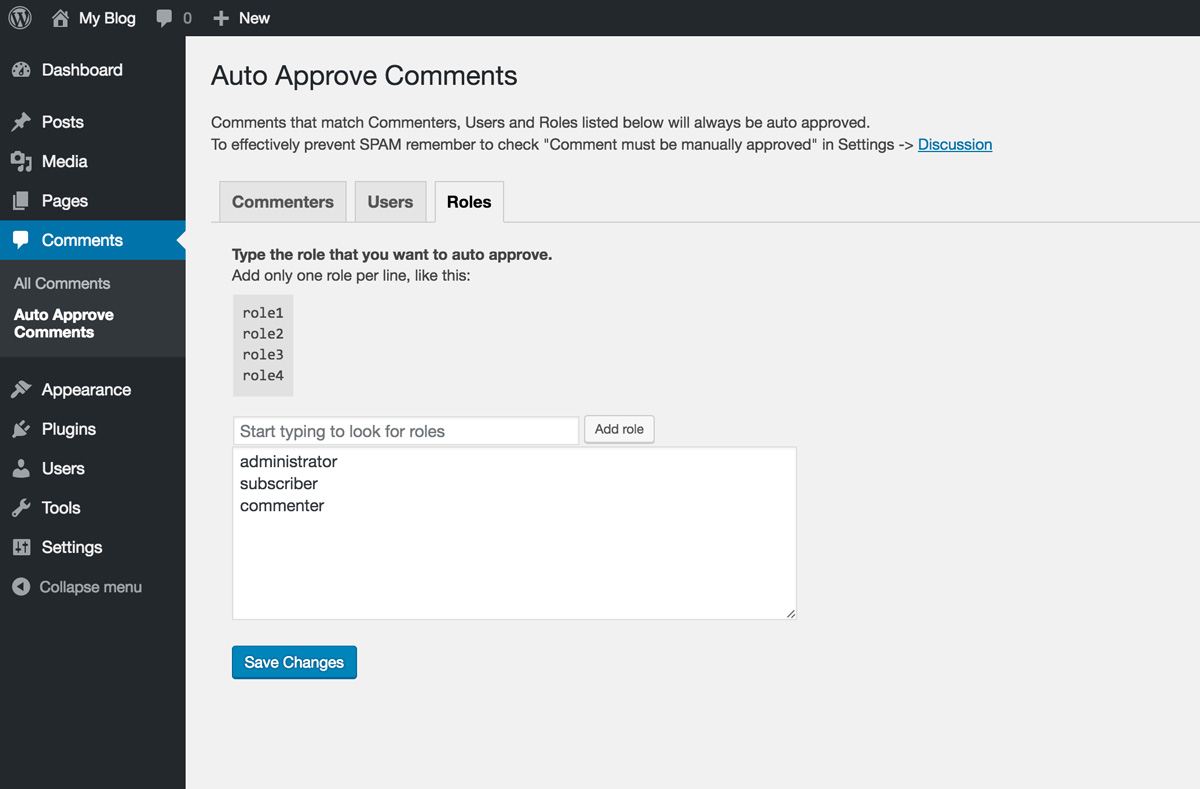 My Blog 0 New
Dashboard
Posts
Media
Pages
Comments
All Comments
Auto Approve
Comments
Appearance
Plugins
Users
Tools
Settings
Collapse menu
Auto Approve Comments
Comments that match Commenters, Users and Roles listed below will always be auto approved.
To effectively prevent SPAM remember to check "Comment must be manually approved" in Settings -> Discussion
Commenters Users Roles
Type the role that you want to auto approve.
Add only one role per line, like this:
role1
role2
role3
role4
Start typing to look for roles Add role
administrator
subscriber
commenter
Save Changes